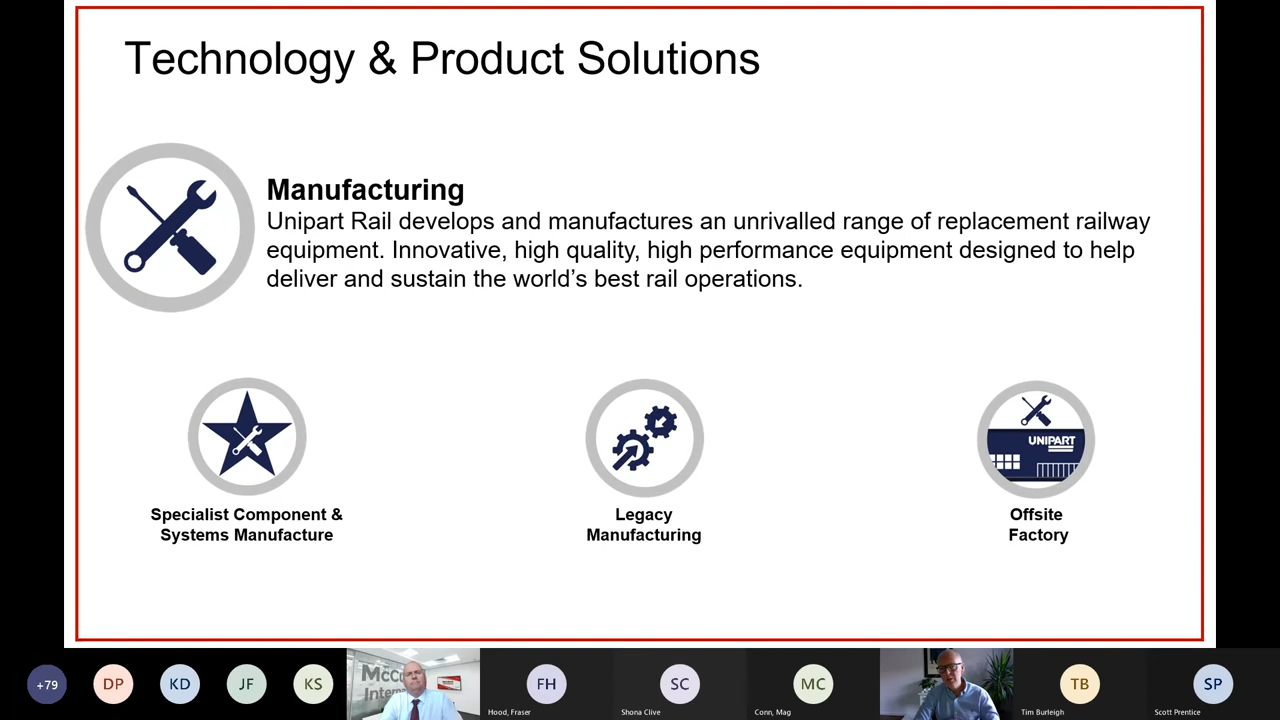 Technology & Product Solutions
Manufacturing
Unipart Rail develops and manufactures an unrivalled range of replacement railway
equipment. Innovative, high quality, high performance equipment designed to help
deliver and sustain the world’s best rail operations.
UNIPART
Specialist Component &
Systems Manufacture
Legacy
Manufacturing
Offsite
Factory
+79
DP
KD
JF
KS
FH
SC
MC
TB
SP
Hood, Fraser
Shona Clive
Conn, Mag
Tim Burleigh
Scott Prentice